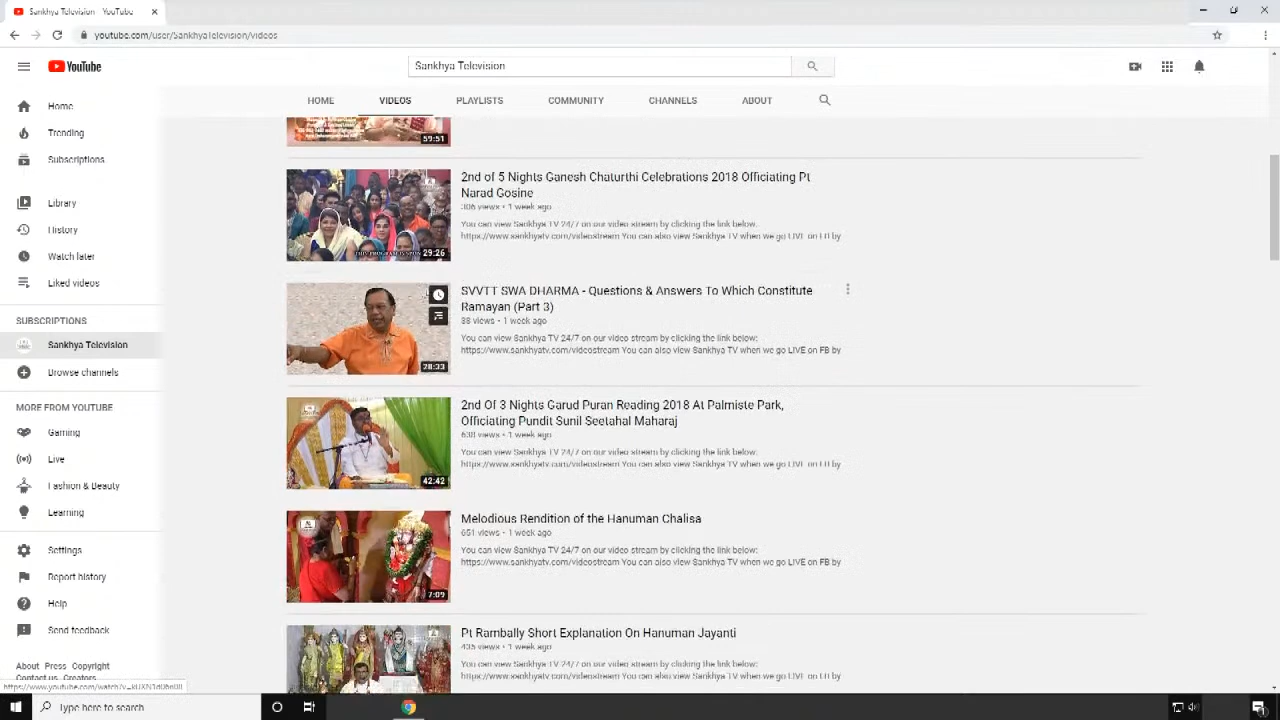 Sankhya Television - YouTube
youtube.com/user/SankhyaTelevision/videos
YouTube
Sankhya Television
HOME VIDEOS PLAYLISTS COMMUNITY CHANNELS ABOUT
Home
Trending
Subscriptions
Library
History
Watch later
Liked videos
SUBSCRIPTIONS
Sankhya Television
Browse channels
MORE FROM YOUTUBE
Gaming
Live
Fashion & Beauty
Learning
Settings
Report history
Help
Send feedback
About Press Copyright
Contact us Creators
59:51
2nd of 5 Nights Ganesh Chaturthi Celebrations 2018 Officiating Pt
Narad Gosine
306 views • 1 week ago
You can view Sankhya TV 24/7 on our video stream by clicking the link below:
https://www.sankhyatv.com/videostream You can also view Sankhya TV when we go LIVE on FB by
29:26
SVVTT SWA DHARMA - Questions & Answers To Which Constitute
Ramayan (Part 3)
88 views • 1 week ago
You can view Sankhya TV 24/7 on our video stream by clicking the link below:
https://www.sankhyatv.com/videostream You can also view Sankhya TV when we go LIVE on FB by
28:33
2nd Of 3 Nights Garud Puran Reading 2018 At Palmiste Park,
Officiating Pundit Sunil Seetahal Maharaj
638 views • 1 week ago
You can view Sankhya TV 24/7 on our video stream by clicking the link below:
https://www.sankhyatv.com/videostream You can also view Sankhya TV when we go LIVE on FB by
42:42
Melodious Rendition of the Hanuman Chalisa
651 views • 1 week ago
You can view Sankhya TV 24/7 on our video stream by clicking the link below:
https://www.sankhyatv.com/videostream You can also view Sankhya TV when we go LIVE on FB by
7:09
Pt Rambally Short Explanation On Hanuman Jayanti
435 views • 1 week ago
You can view Sankhya TV 24/7 on our video stream by clicking the link below:
https://www.sankhyatv.com/videostream You can also view Sankhya TV when we go LIVE on FB by
Type here to search